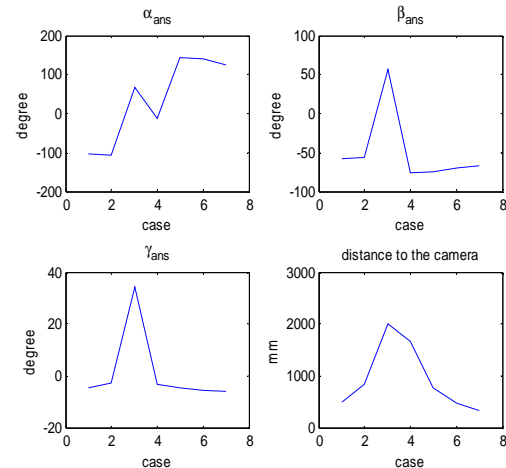 α_ans
200
100
0
-100
-200
degree
0 2 4 6 8
case
β_ans
100
50
0
-50
-100
degree
0 2 4 6 8
case
γ_ans
40
20
0
-20
degree
0 2 4 6 8
case
distance to the camera
3000
2000
1000
0
mm
0 2 4 6 8
case